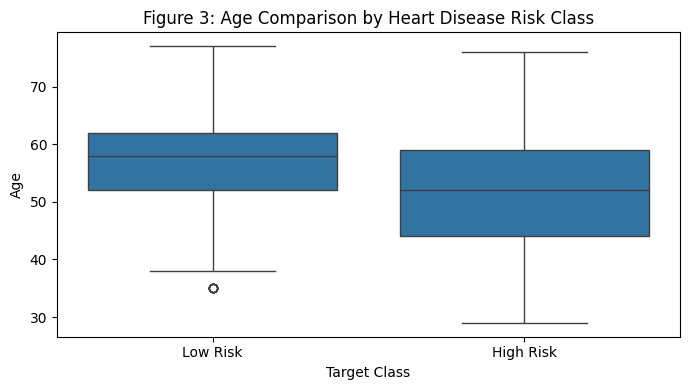 Figure 3: Age Comparison by Heart Disease Risk Class
Age
70
60
50
40
30
Low Risk High Risk
Target Class